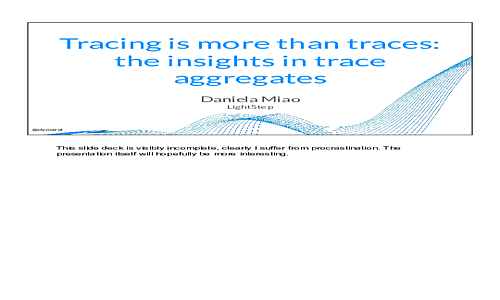 Tracing is more than traces:
the insights in trace
aggregates
Daniela Miao
LightStep
This slide deck is visibly incomplete, clearly I suffer from procrastination. The
presentation itself will hopefully be more interesting.